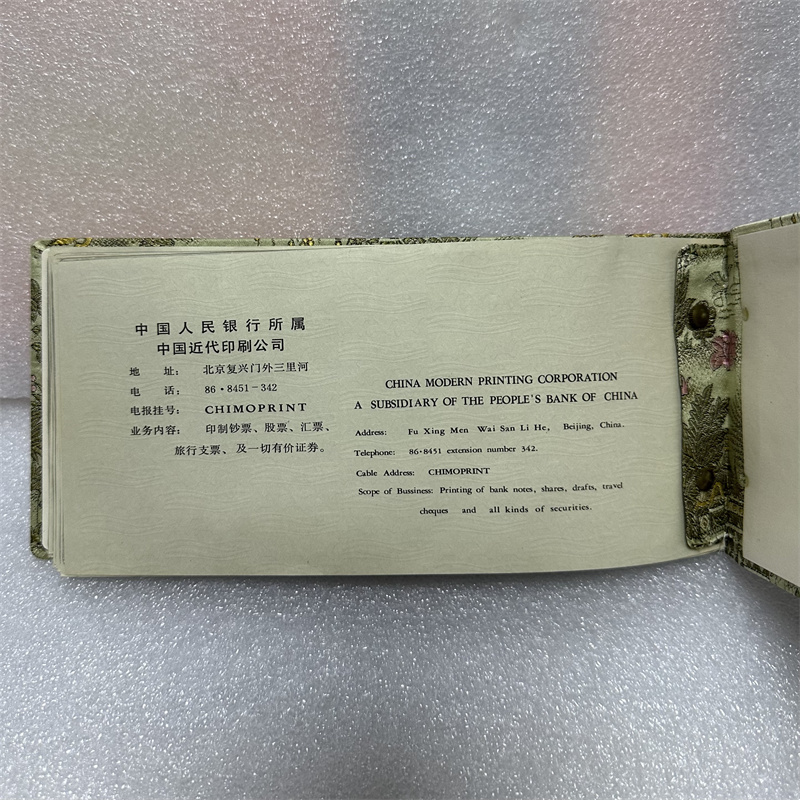 中国人民银行所属
中国近代印刷公司
地 址: 北京复兴门外三里河
电 话: 86·8451-342
电报挂号: CHIMOPRINT
业务内容: 印制钞票、股票、汇票、
旅行支票、及一切有价证券。
CHINA MODERN PRINTING CORPORATION
A SUBSIDIARY OF THE PEOPLE'S BANK OF CHINA
Address: Fu Xing Men Wai San Li He, Beijing, China.
Telephone: 86·8451 extension number 342.
Cable Address: CHIMOPRINT
Scope of Bussiness: Printing of bank notes, shares, drafts, travel
cheques and all kinds of securities.